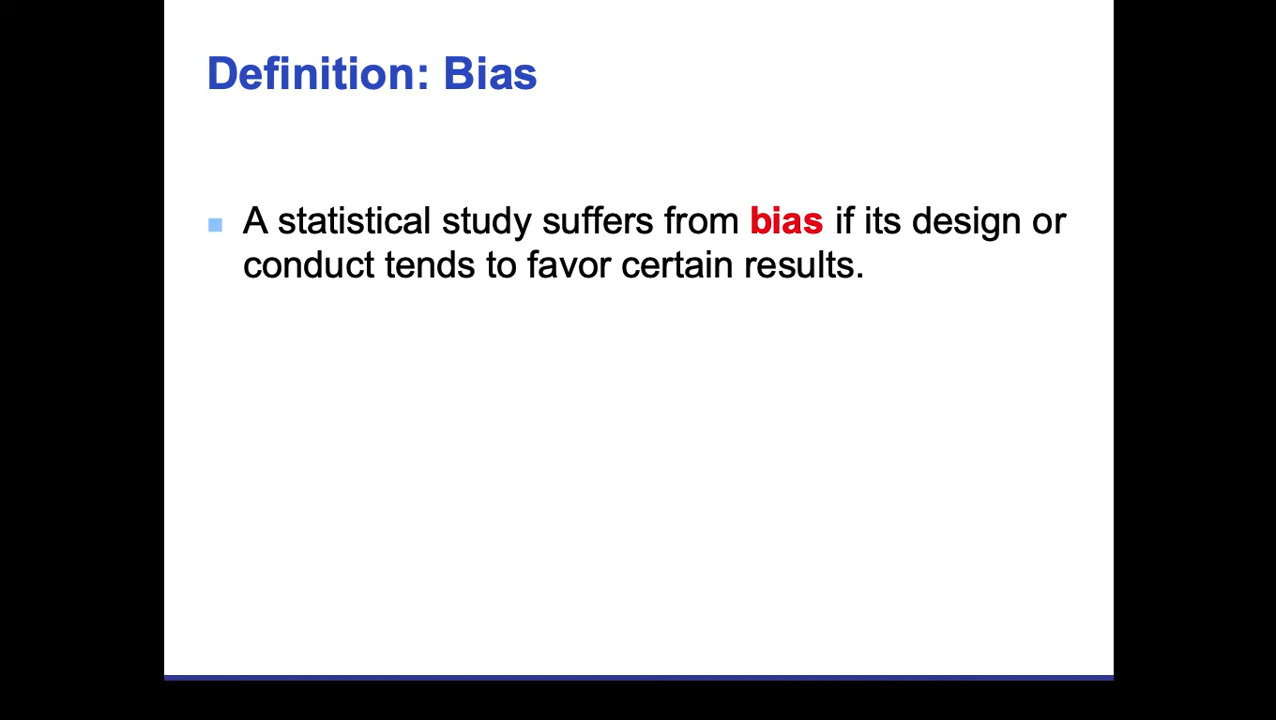 Definition: Bias
A statistical study suffers from bias if its design or
conduct tends to favor certain results.